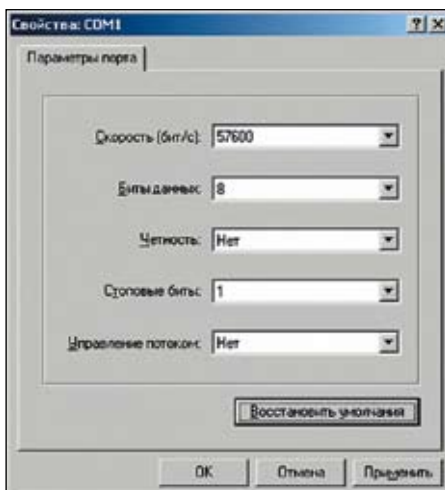 Свойства: COM1
Параметры порта
Скорость (бит/с): 57600
Биты данных: 8
Четность: Нет
Стоповые биты: 1
Управление потоком: Нет
Восстановить умолчания
OK Отмена Применить